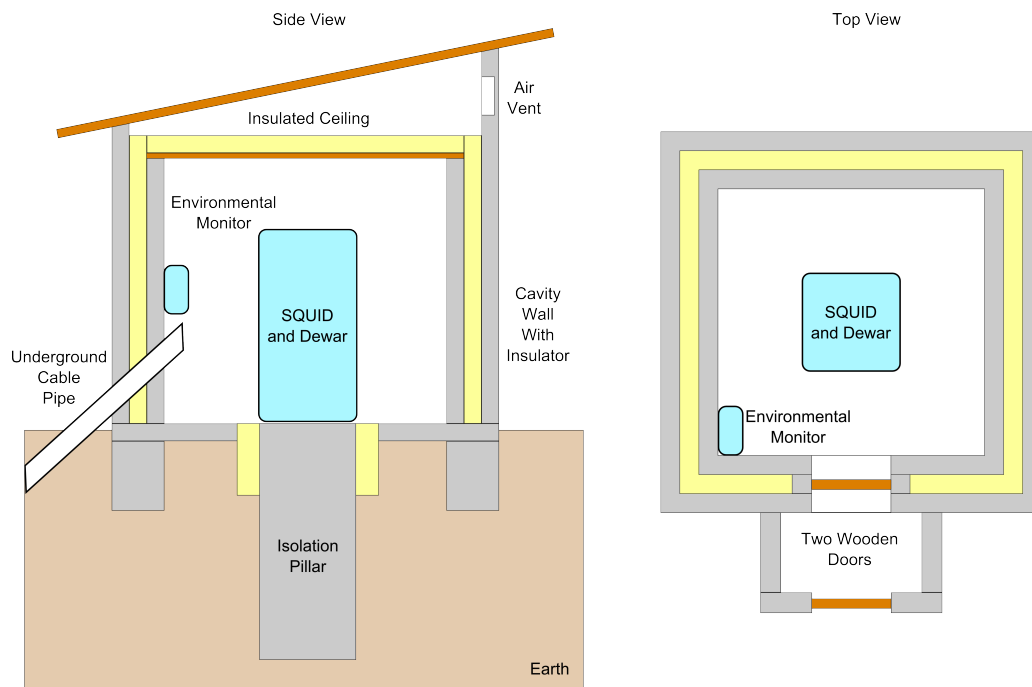 Side View
Top View
Air
Vent
Insulated Ceiling
Environmental
Monitor
SQUID
and Dewar
Cavity
Wall
With
Insulator
Underground
Cable
Pipe
Isolation
Pillar
Earth
SQUID
and Dewar
Environmental
Monitor
Two Wooden
Doors